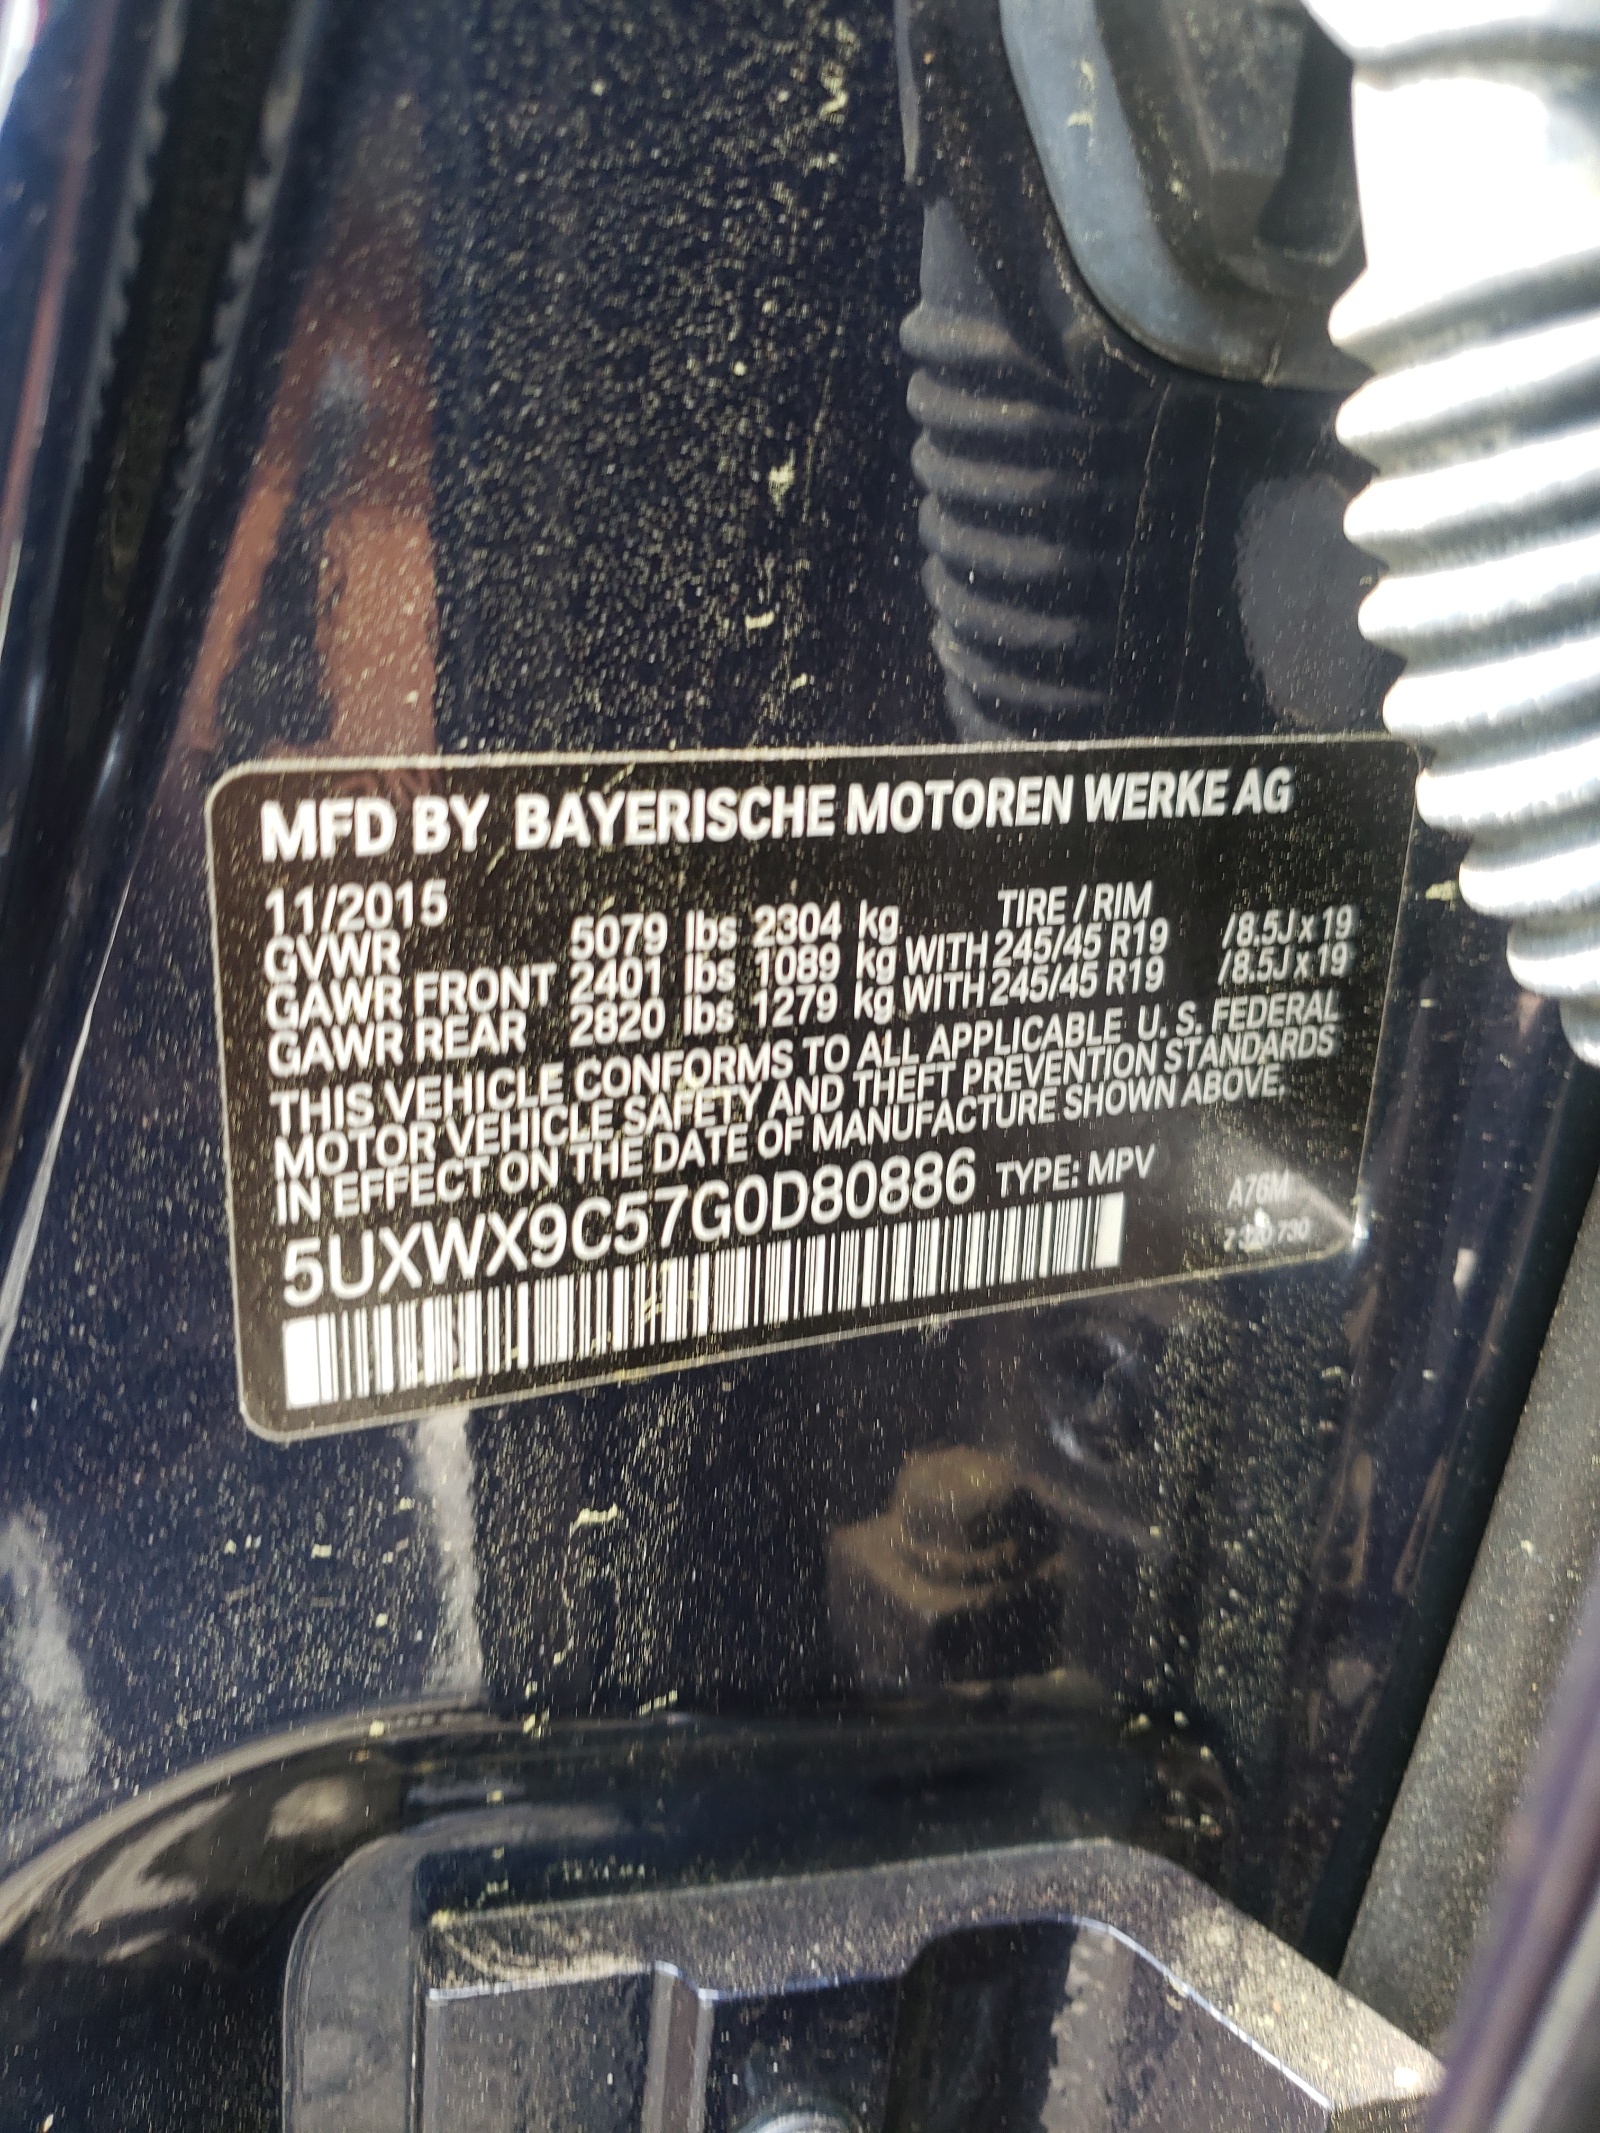 MFD BY BAYERISCHE MOTOREN WERKE AG
11/2015 TIRE / RIM
GVWR 5079 lbs 2304 kg
GAWR FRONT 2401 lbs 1089 kg WITH 245/45 R19 /8.5J x 19
GAWR REAR 2820 lbs 1279 kg WITH 245/45 R19 /8.5J x 19
THIS VEHICLE CONFORMS TO ALL APPLICABLE U. S. FEDERAL
MOTOR VEHICLE SAFETY AND THEFT PREVENTION STANDARDS
IN EFFECT ON THE DATE OF MANUFACTURE SHOWN ABOVE.
5UXWX9C57G0D80886 TYPE: MPV A76M